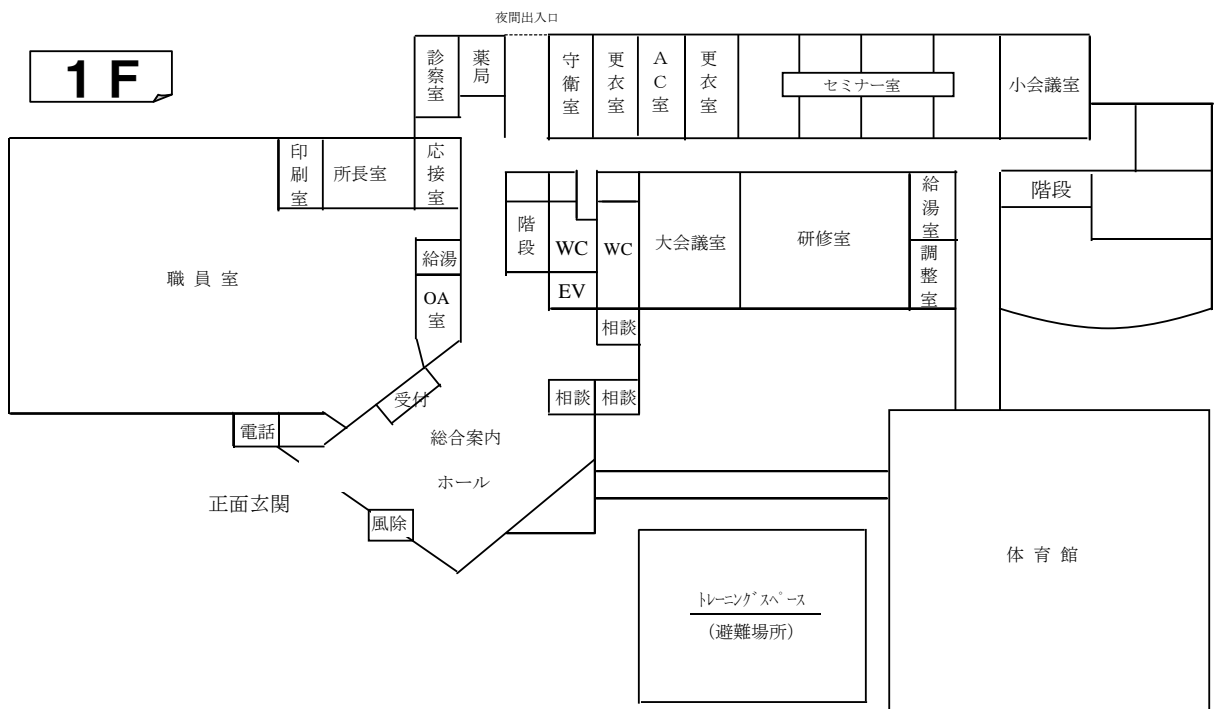 夜間出入口
1F
診察室
薬局
守衛室
更衣室
AC室
更衣室
セミナー室
小会議室
印刷室
所長室
応接室
階段
WC
WC
大会議室
研修室
給湯室
階段
職員室
給湯
OA室
EV
調整室
相談
受付
相談
相談
電話
総合案内
ホール
正面玄関
風除
体育館
トレーニングスペース
(避難場所)